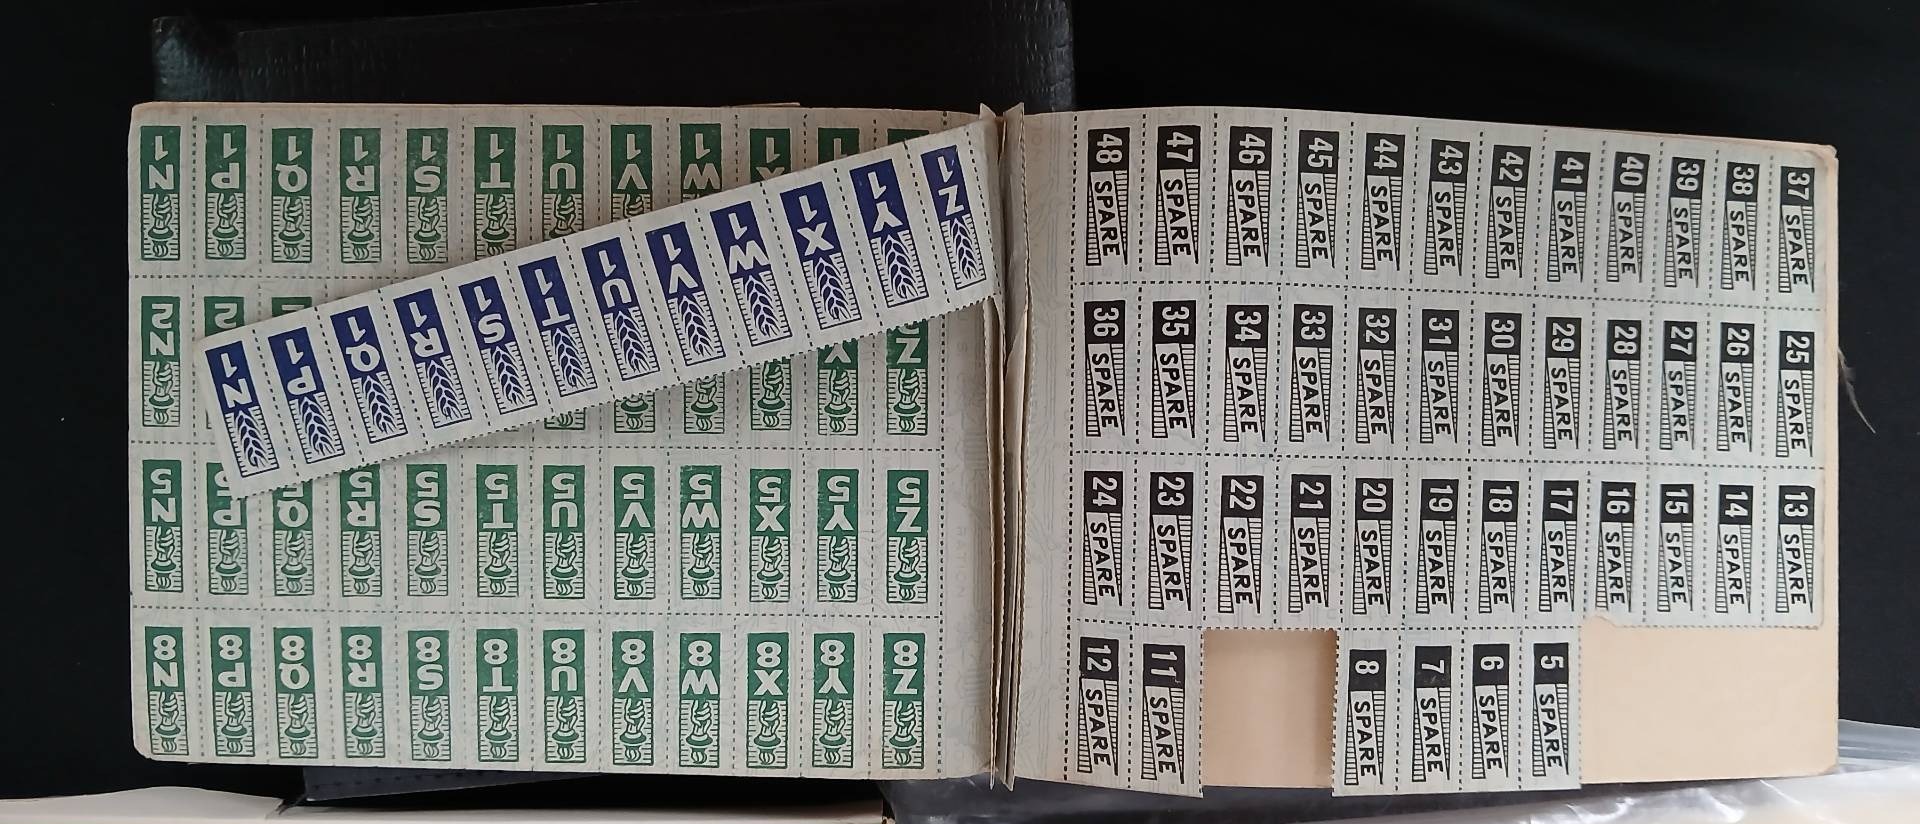 N1 P1 Q1 R1 S1 T1 U1 V1 W1 X1
N1 P1 Q1 R1 S1 T1 U1 V1 W1 X1 Y1 Z1
N2 Z2
N5 P5 Q5 R5 S5 T5 U5 V5 W5 X5 Y5 Z5
N8 P8 Q8 R8 S8 T8 U8 V8 W8 X8 Y8 Z8
48 SPARE 47 SPARE 46 SPARE 45 SPARE 44 SPARE 43 SPARE 42 SPARE 41 SPARE 40 SPARE 39 SPARE 38 SPARE 37 SPARE
36 SPARE 35 SPARE 34 SPARE 33 SPARE 32 SPARE 31 SPARE 30 SPARE 29 SPARE 28 SPARE 27 SPARE 26 SPARE 25 SPARE
24 SPARE 23 SPARE 22 SPARE 21 SPARE 20 SPARE 19 SPARE 18 SPARE 17 SPARE 16 SPARE 15 SPARE 14 SPARE 13 SPARE
12 SPARE 11 SPARE 8 SPARE 7 SPARE 6 SPARE 5 SPARE